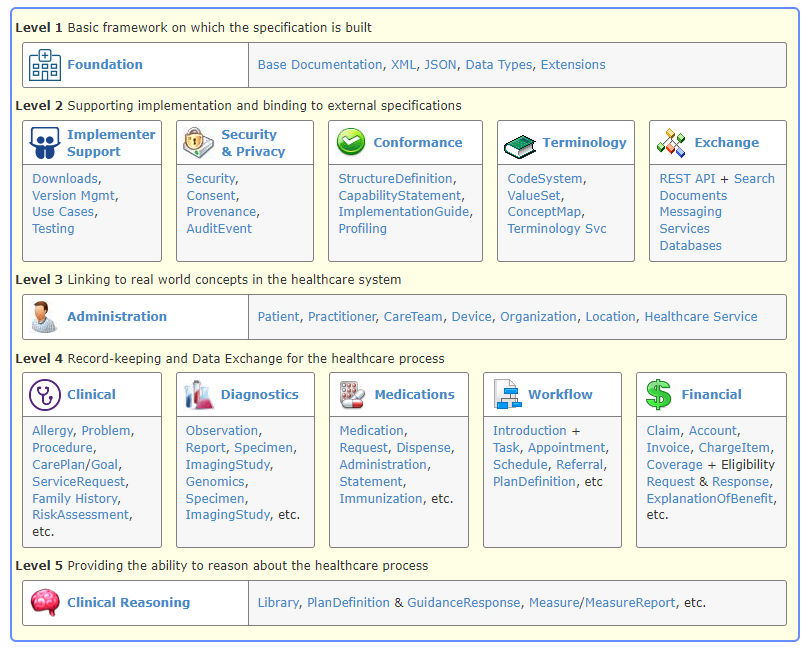 Level 1 Basic framework on which the specification is built
Foundation
Base Documentation, XML, JSON, Data Types, Extensions
Level 2 Supporting implementation and binding to external specifications
Implementer
Support
Downloads,
Version Mgmt,
Use Cases,
Testing
Security
& Privacy
Security,
Consent,
Provenance,
AuditEvent
Conformance
StructureDefinition,
CapabilityStatement,
ImplementationGuide,
Profiling
Terminology
CodeSystem,
ValueSet,
ConceptMap,
Terminology Svc
Exchange
REST API + Search
Documents
Messaging
Services
Databases
Level 3 Linking to real world concepts in the healthcare system
Administration
Patient, Practitioner, CareTeam, Device, Organization, Location, Healthcare Service
Level 4 Record-keeping and Data Exchange for the healthcare process
Clinical
Allergy, Problem,
Procedure,
CarePlan/Goal,
ServiceRequest,
Family History,
RiskAssessment,
etc.
Diagnostics
Observation,
Report, Specimen,
ImagingStudy,
Genomics,
Specimen,
ImagingStudy, etc.
Medications
Medication,
Request, Dispense,
Administration,
Statement,
Immunization, etc.
Workflow
Introduction +
Task, Appointment,
Schedule, Referral,
PlanDefinition, etc
$
Financial
Claim, Account,
Invoice, ChargeItem,
Coverage + Eligibility
Request & Response,
ExplanationOfBenefit,
etc.
Level 5 Providing the ability to reason about the healthcare process
Clinical Reasoning
Library, PlanDefinition & GuidanceResponse, Measure/MeasureReport, etc.